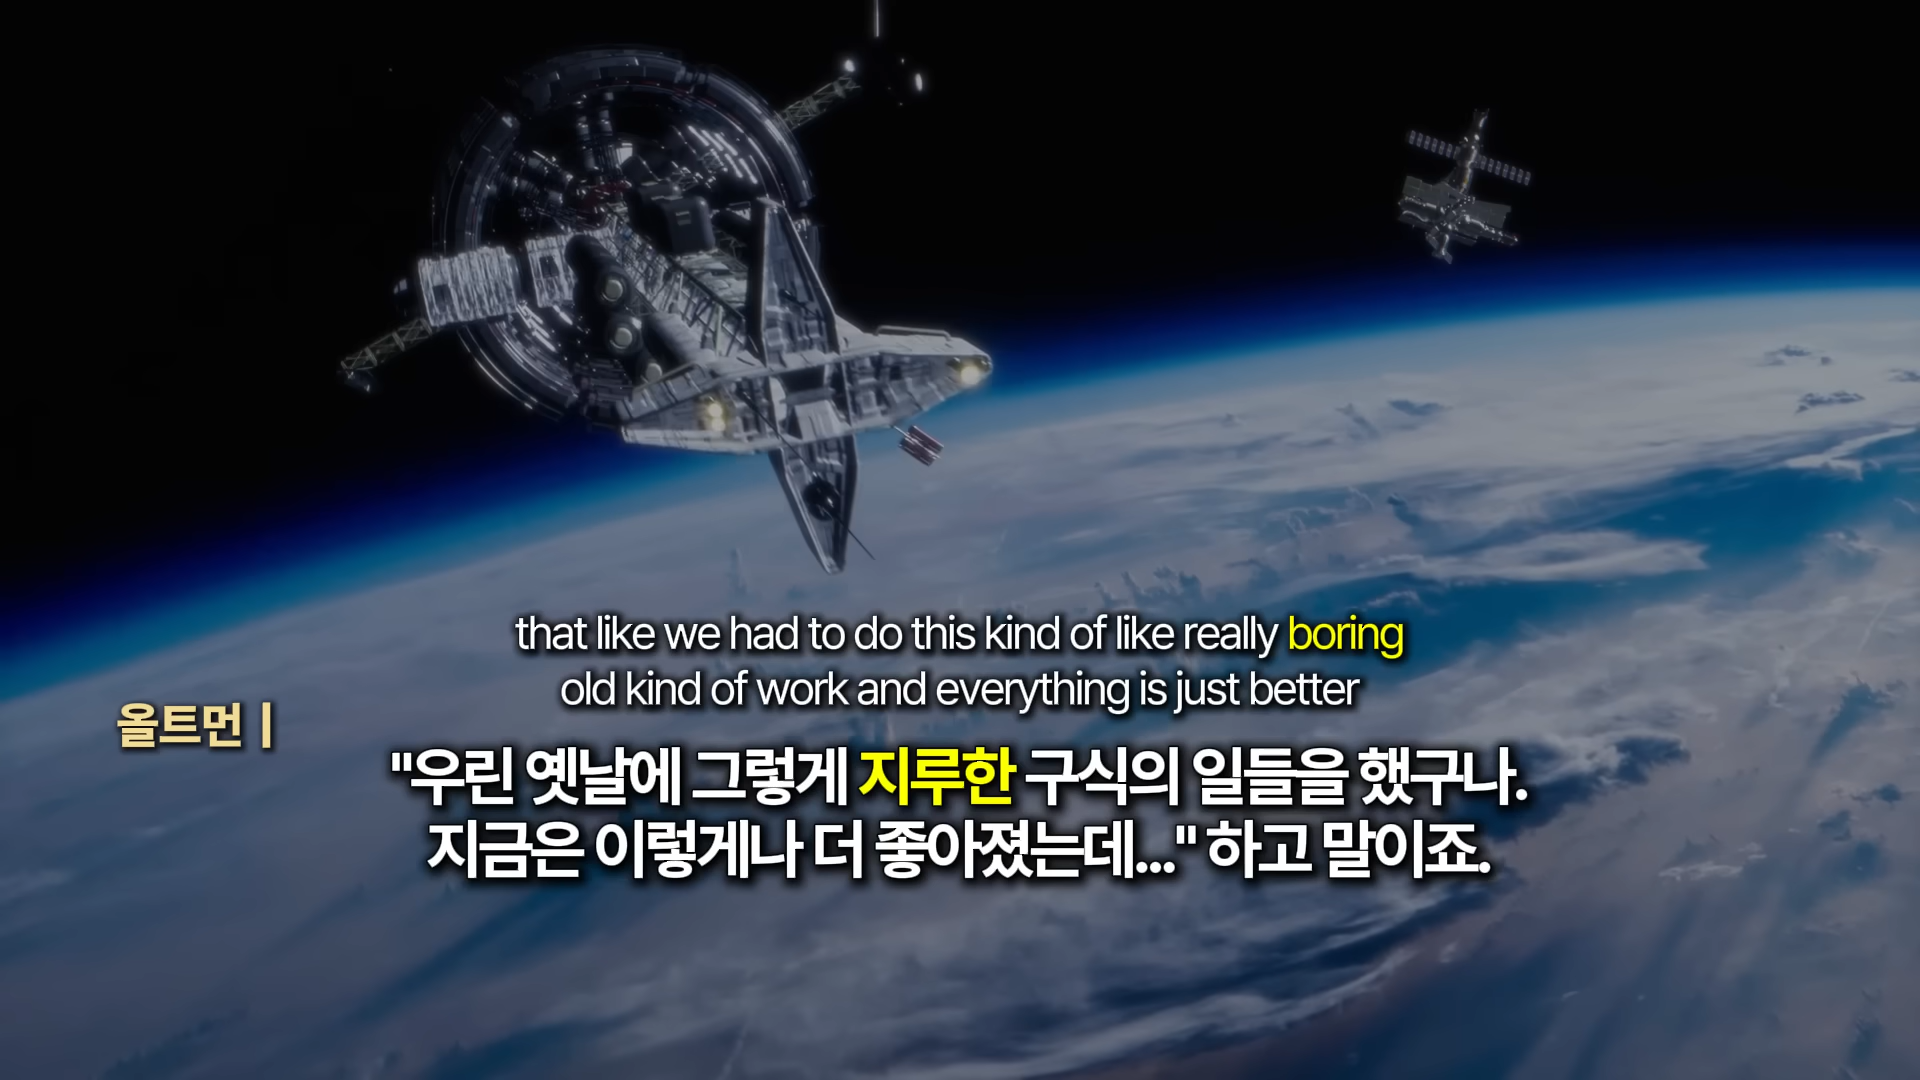 that like we had to do this kind of like really boring
old kind of work and everything is just better
올트먼 |
"우린 옛날에 그렇게 지루한 구식의 일들을 했구나.
지금은 이렇게나 더 좋아졌는데..." 하고 말이죠.